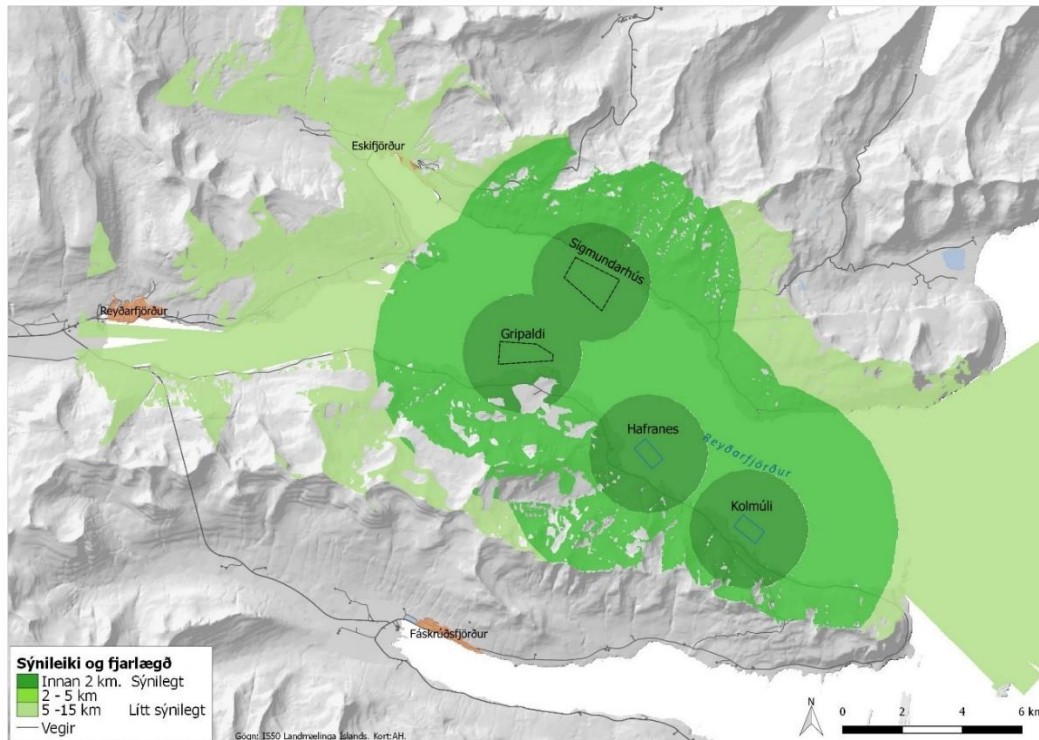 Eskifjörður
Sigmundarhús
Reyðarfjörður
Gripaldi
Hafranes
Reyðarfjörður
Kolmúli
Fáskrúðsfjörður
Sýnileiki og fjarlægð
Innan 2 km. Sýnilegt
2 - 5 km
5 -15 km Lítt sýnilegt
Vegir
Gögn: IS50 Landmælinga Íslands. Kort:AH.
N
0 2 4 6 km